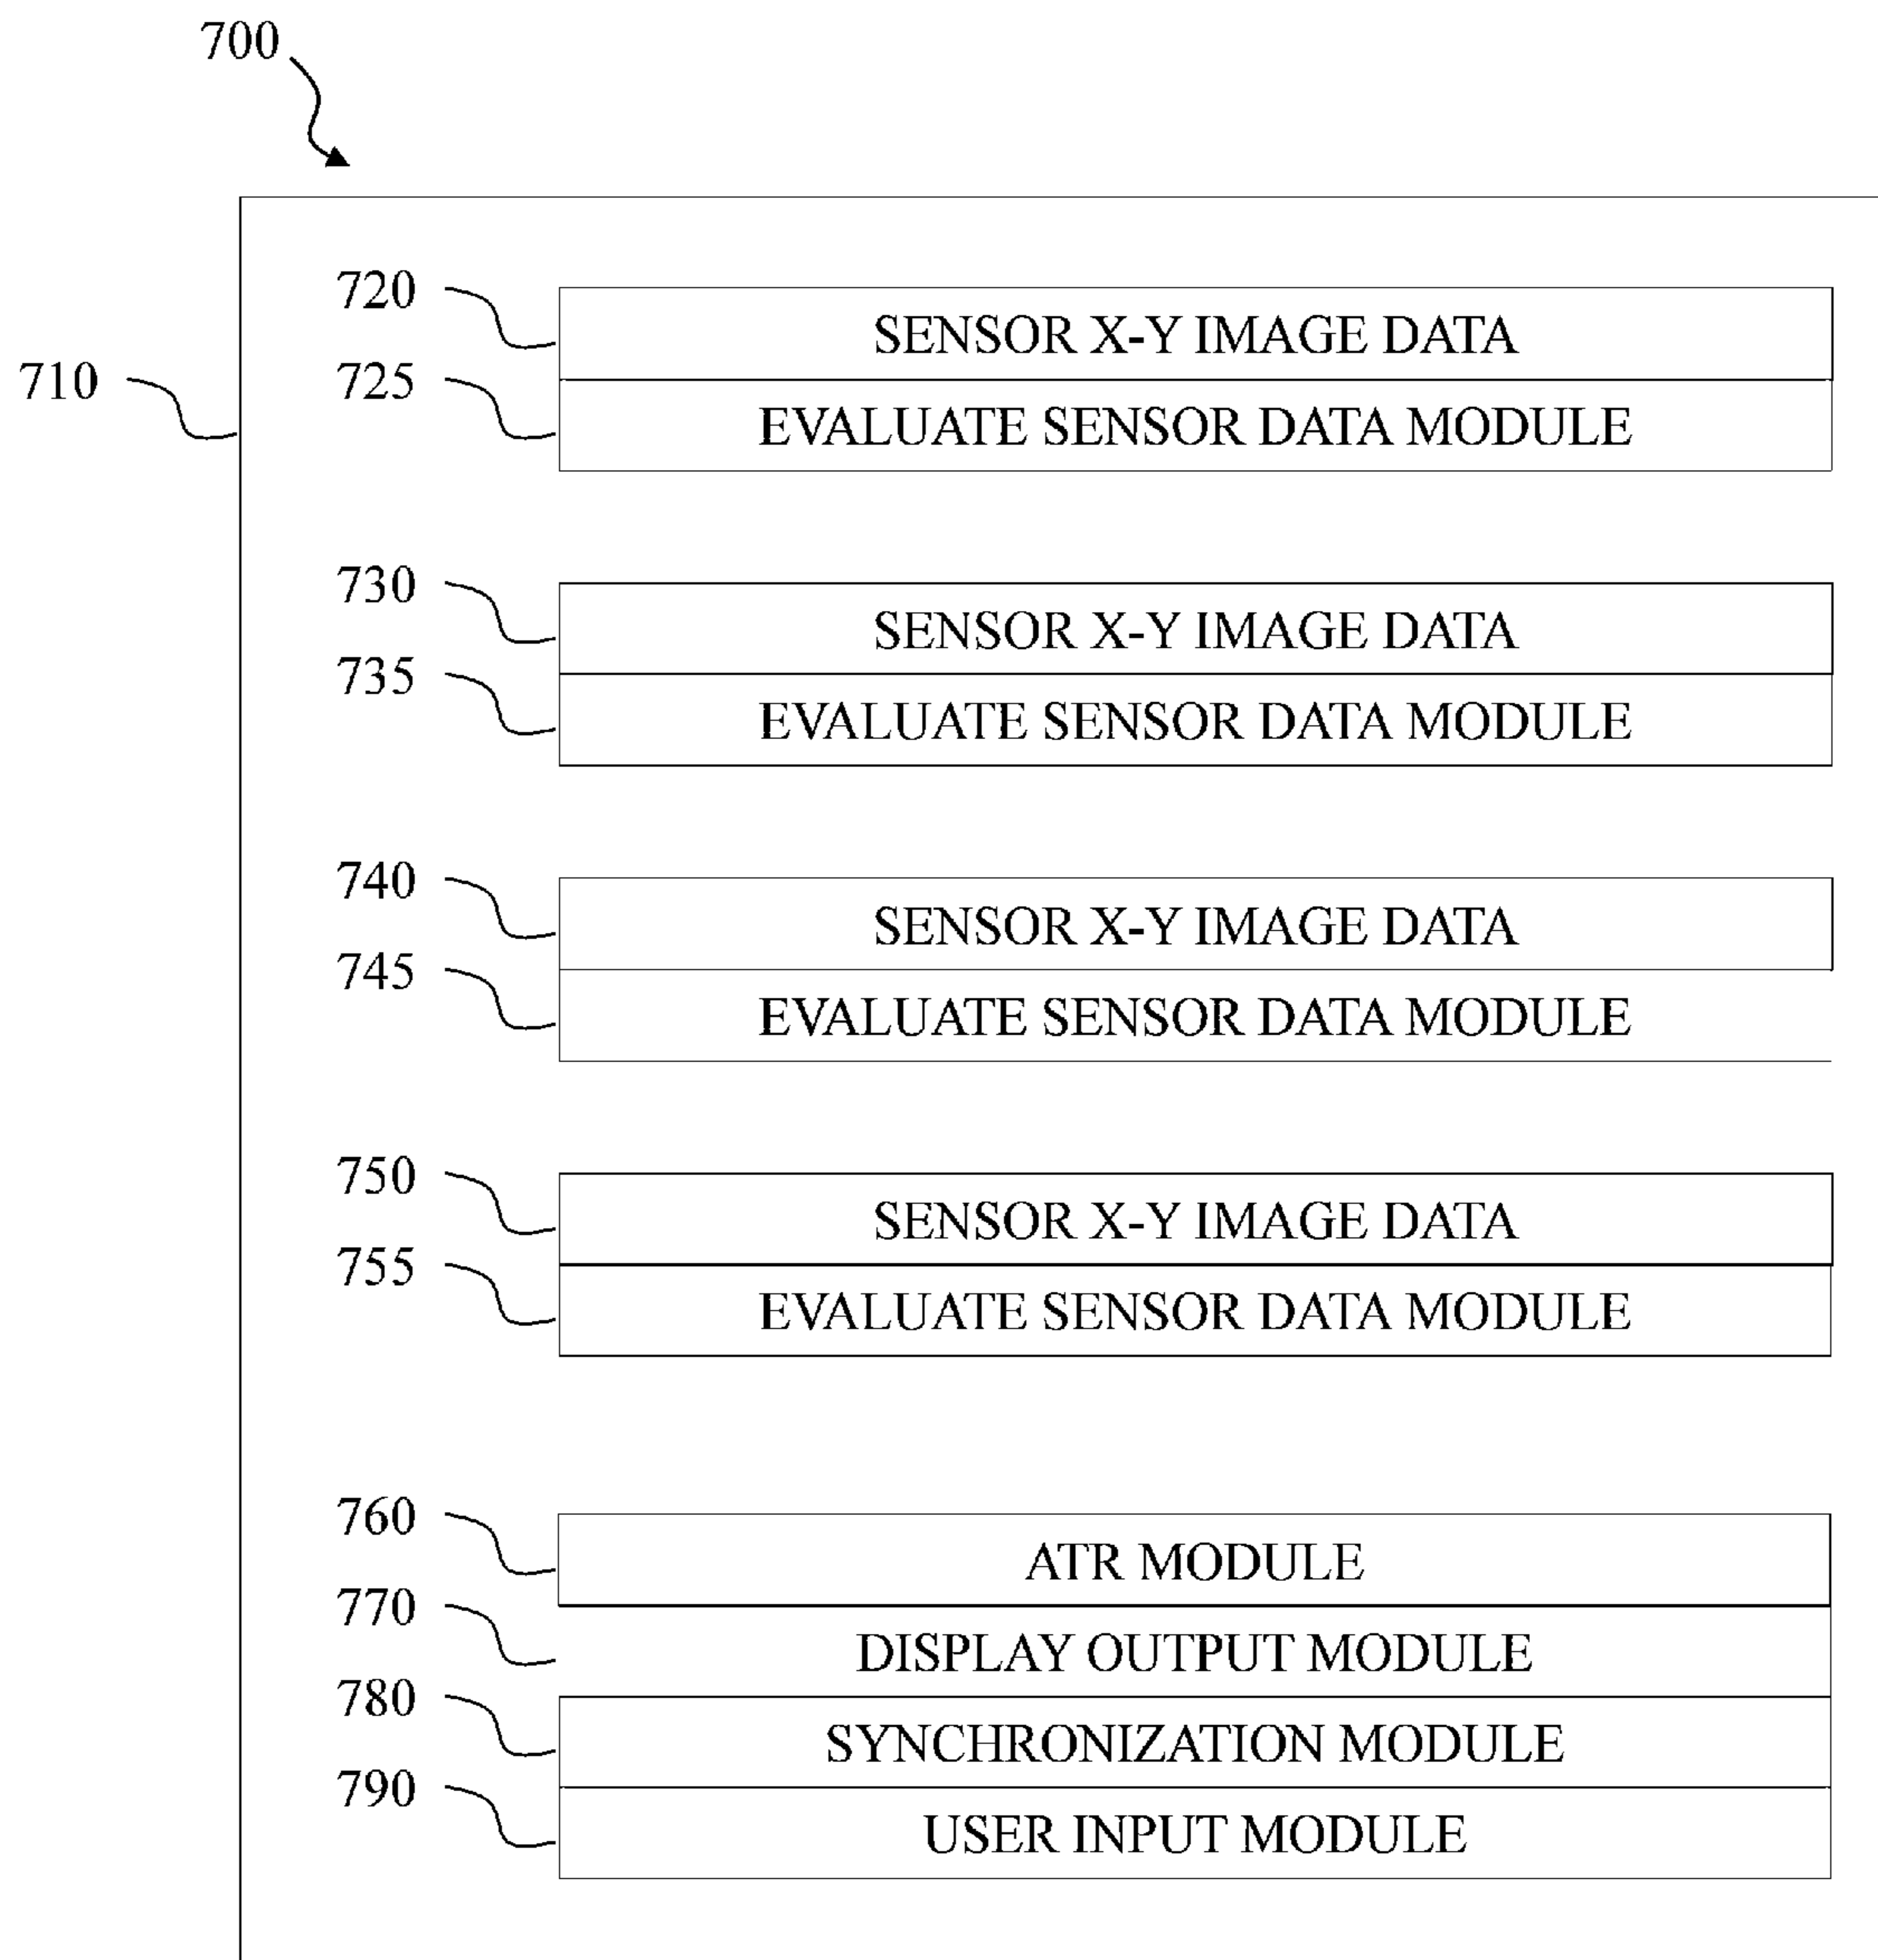 700
710
720 SENSOR X-Y IMAGE DATA
725 EVALUATE SENSOR DATA MODULE
730 SENSOR X-Y IMAGE DATA
735 EVALUATE SENSOR DATA MODULE
740 SENSOR X-Y IMAGE DATA
745 EVALUATE SENSOR DATA MODULE
750 SENSOR X-Y IMAGE DATA
755 EVALUATE SENSOR DATA MODULE
760 ATR MODULE
770 DISPLAY OUTPUT MODULE
780 SYNCHRONIZATION MODULE
790 USER INPUT MODULE